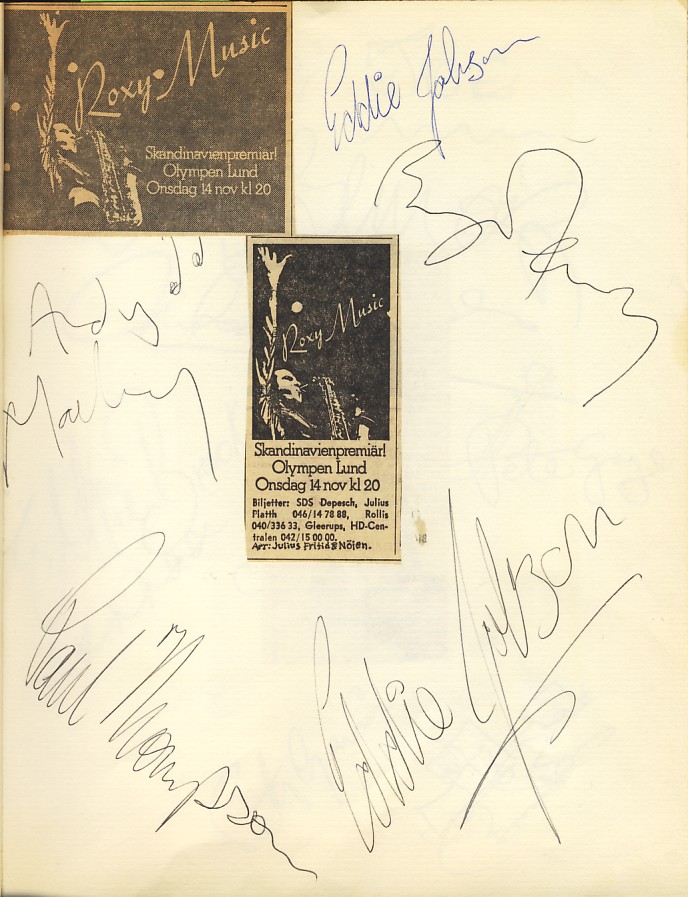 Roxy Music
Skandinavienpremiär!
Olympen Lund
Onsdag 14 nov kl 20
Eddie Jobson
Andy
Mackay
Roxy Music
Skandinavienpremiär!
Olympen Lund
Onsdag 14 nov kl 20
Biljetter: SDS Depesch, Julius
Platth 046/14 78 88, Rollis
040/336 33, Gleerups, HD-Cen-
tralen 042/15 00 00.
Arr: Julius Fritid & Nöjen.
Paul Thompson
Eddie Jobson